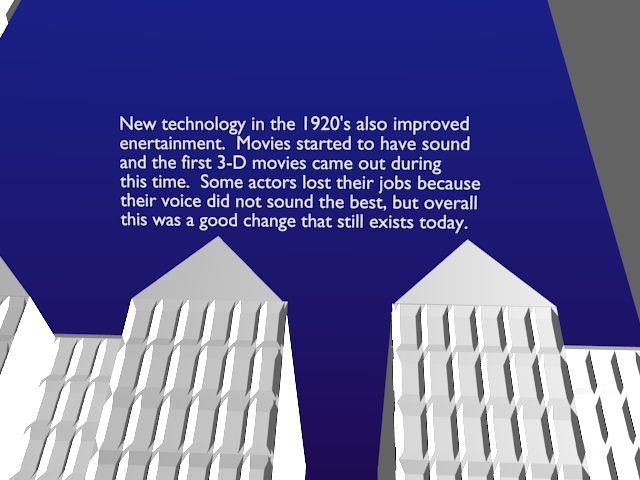 New technology in the 1920's also improved
enertainment.  Movies started to have sound
and the first 3-D movies came out during
this time.  Some actors lost their jobs because
their voice did not sound the best, but overall
this was a good change that still exists today.